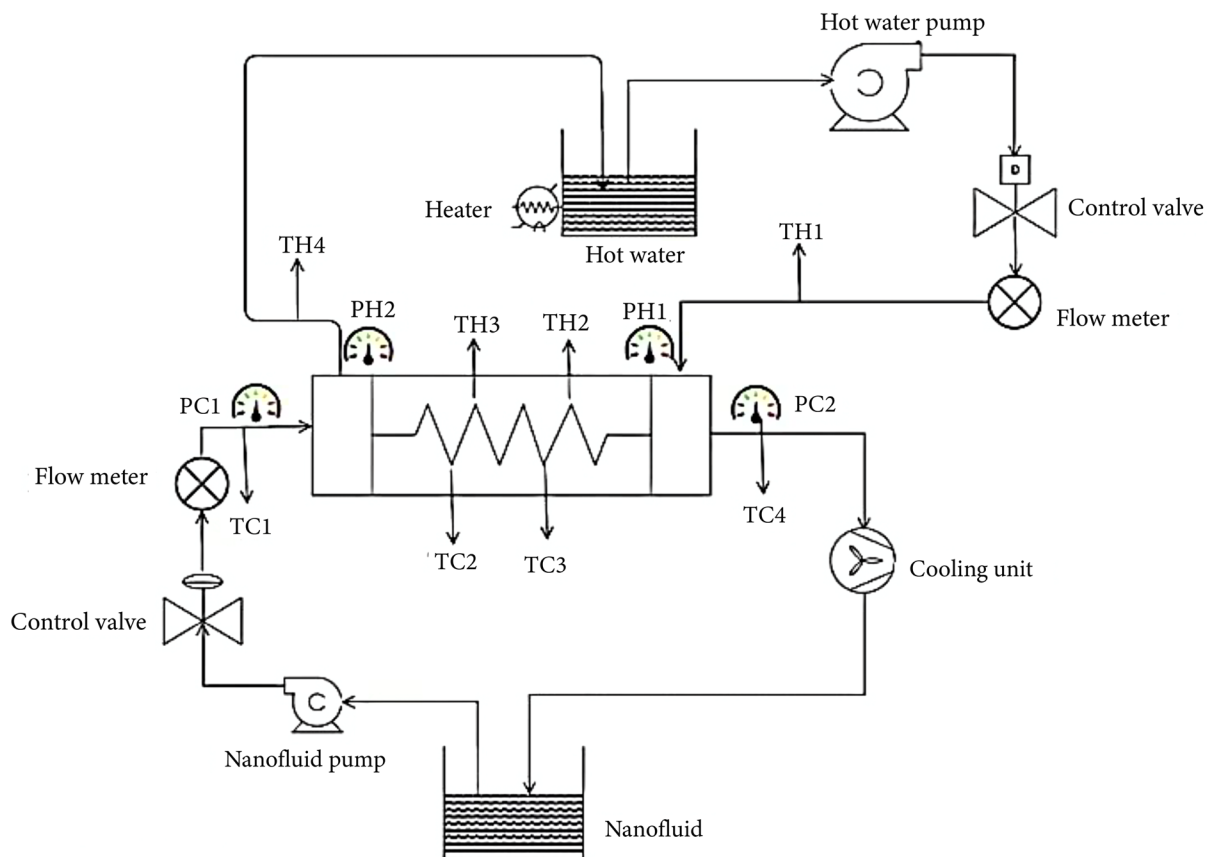 Hot water pump
D
Control valve
Heater
Hot water
TH1
TH4
Flow meter
PH2
TH3
TH2
PH1
PC1
PC2
Flow meter
TC1
TC4
TC2
TC3
Cooling unit
Control valve
C
Nanofluid pump
Nanofluid